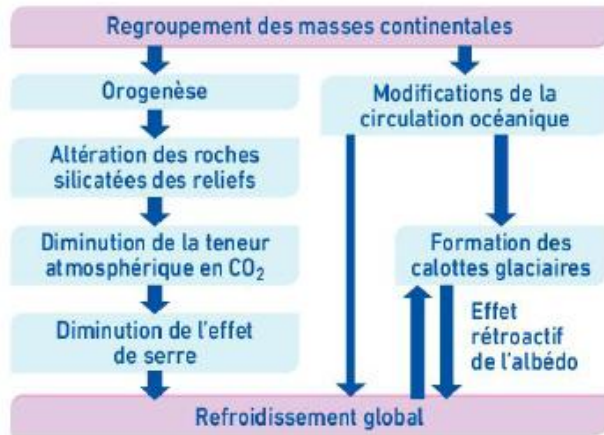 Regroupement des masses continentales
Orogenèse
Altération des roches
silicatées des reliefs
Diminution de la teneur
atmosphérique en CO₂
Diminution de l'effet
de serre
Modifications de la
circulation océanique
Formation des
calottes glaciaires
Effet
rétroactif
de l'albédo
Refroidissement global